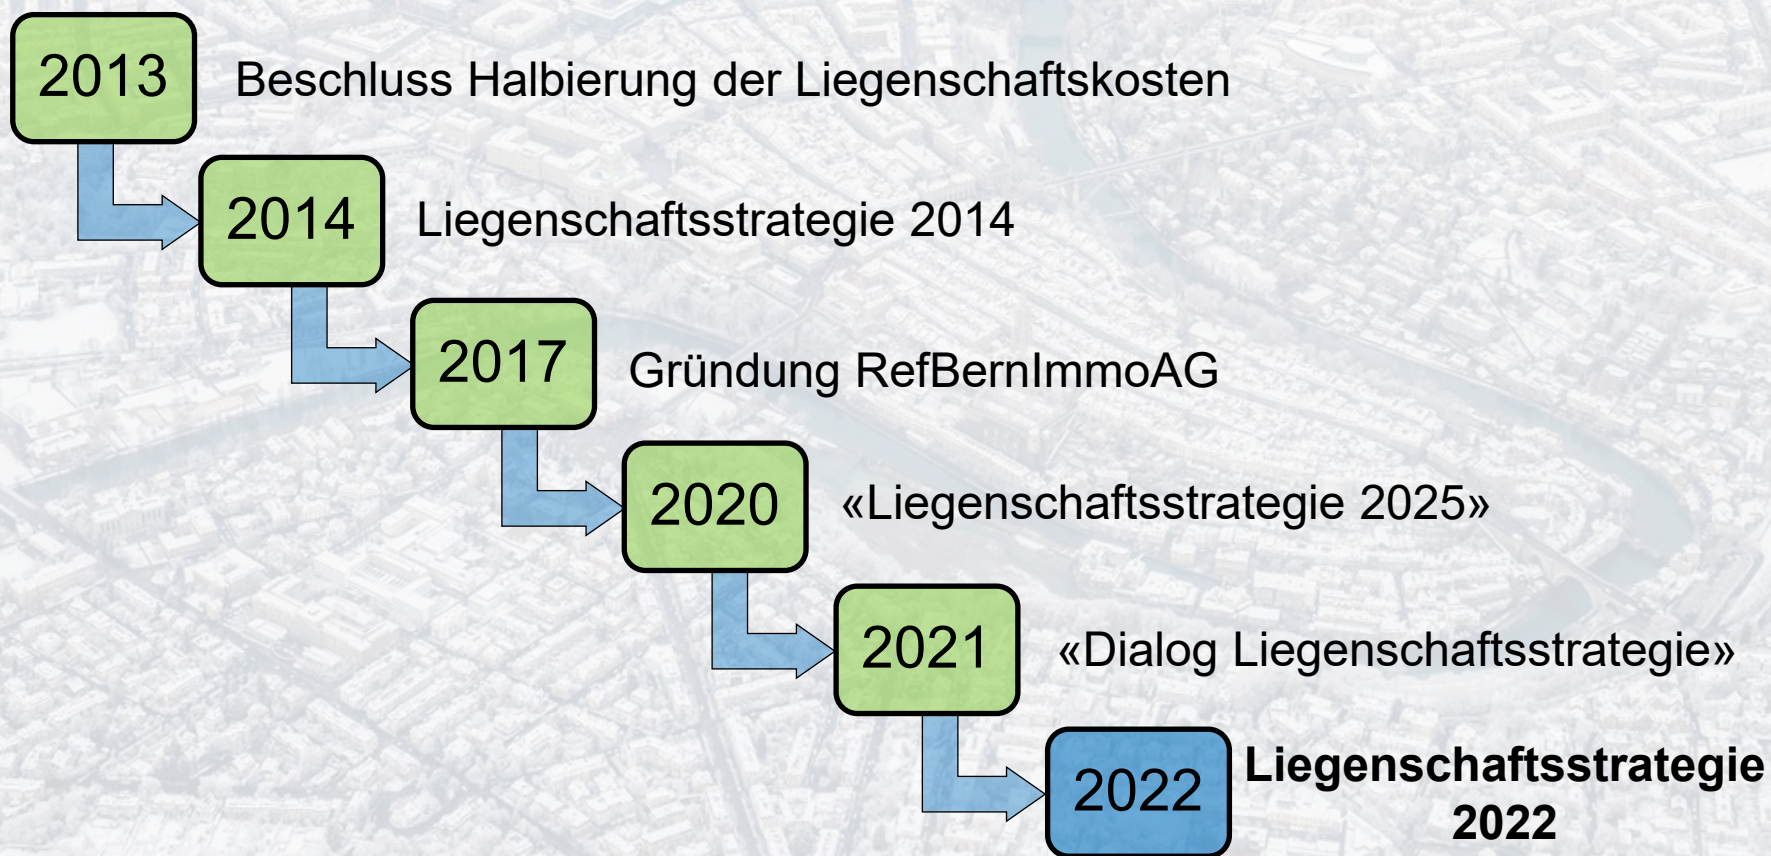 2013
Beschluss Halbierung der Liegenschaftskosten
2014
Liegenschaftsstrategie 2014
2017
Gründung RefBernImmoAG
2020
«Liegenschaftsstrategie 2025»
2021
«Dialog Liegenschaftsstrategie»
2022
Liegenschaftsstrategie
2022